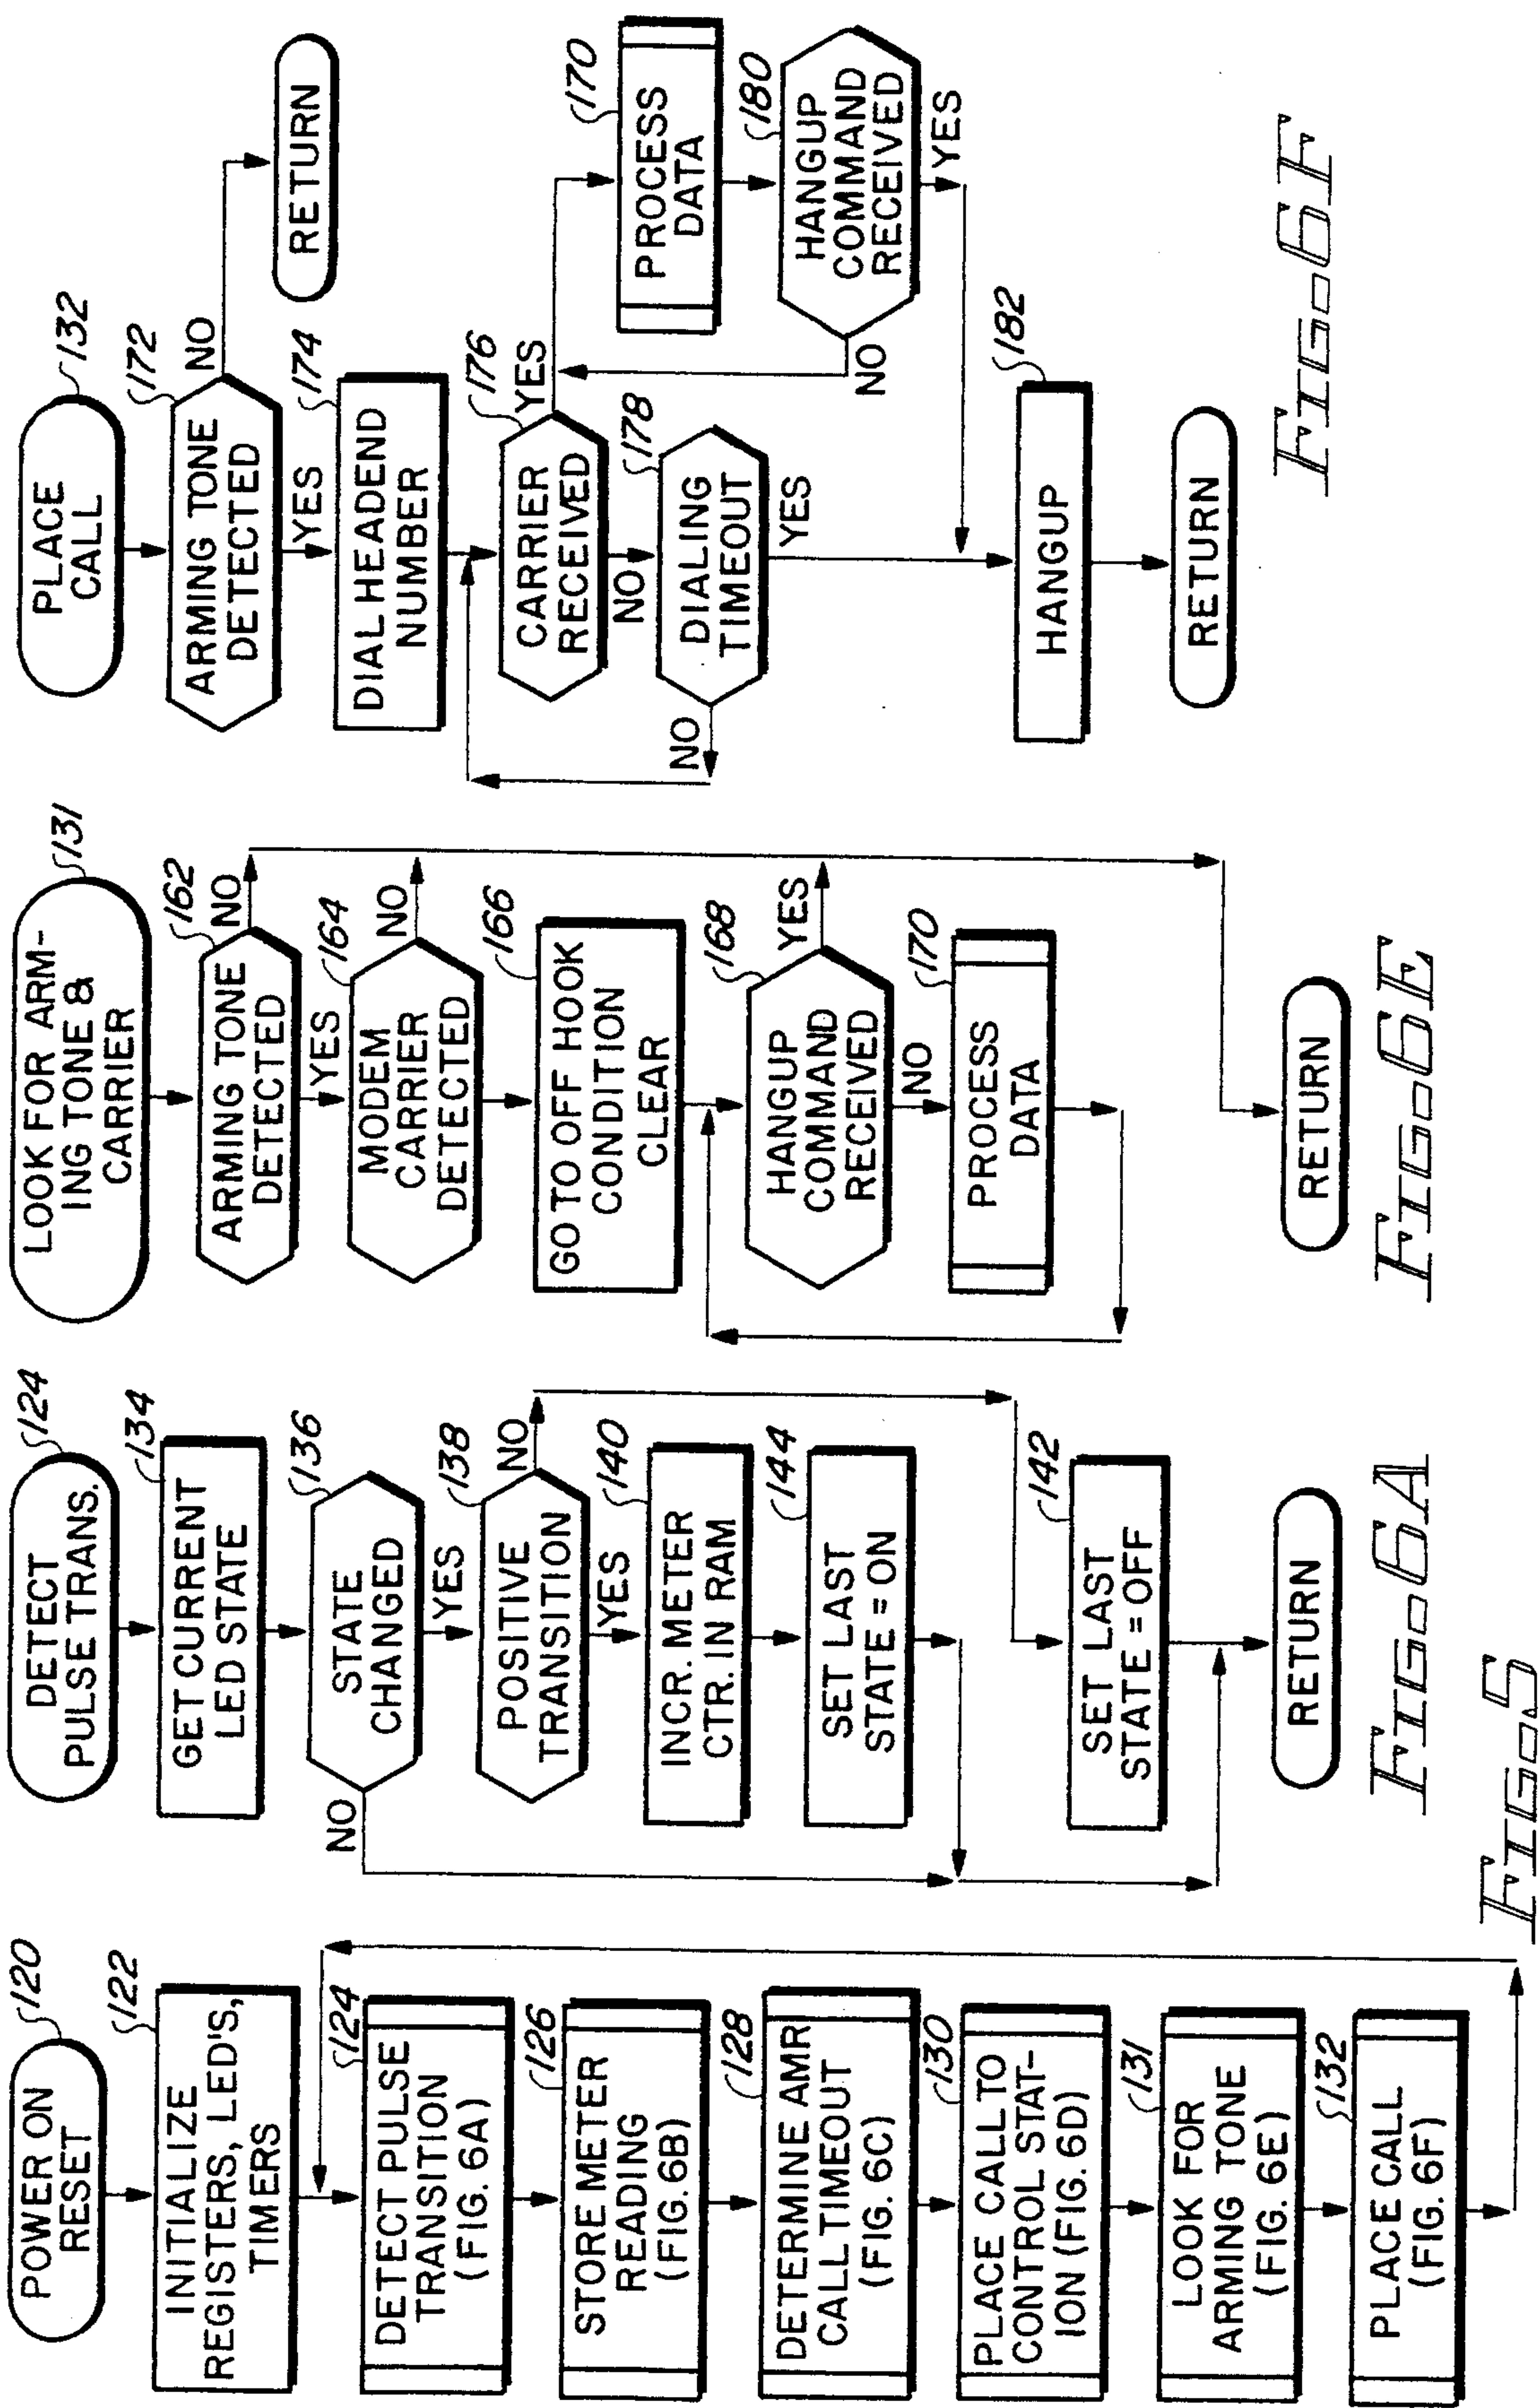 POWER ON
RESET
120
INITIALIZE
REGISTERS, LED'S,
TIMERS
122
DETECT PULSE
TRANSITION
(FIG. 6A)
124
STORE METER
READING
(FIG. 6B)
126
DETERMINE AMR
CALL TIMEOUT
(FIG. 6C)
128
PLACE CALL TO
CONTROL STAT-
ION (FIG. 6D)
130
LOOK FOR
ARMING TONE
(FIG. 6E)
131
PLACE CALL
(FIG. 6F)
132
FIG-5
DETECT
PULSE TRANS.
124
GET CURRENT
LED STATE
134
STATE
CHANGED
136
NO
YES
POSITIVE
TRANSITION
138
NO
YES
INCR. METER
CTR. IN RAM
140
SET LAST
STATE = ON
144
SET LAST
STATE = OFF
142
RETURN
FIG-6A
LOOK FOR ARM-
ING TONE &
CARRIER
131
ARMING TONE
DETECTED
162
NO
YES
MODEM
CARRIER
DETECTED
164
NO
GO TO OFF HOOK
CONDITION
CLEAR
166
HANGUP
COMMAND
RECEIVED
168
YES
NO
PROCESS
DATA
170
RETURN
FIG-6E
PLACE
CALL
132
ARMING TONE
DETECTED
172
NO
RETURN
YES
DIAL HEADEND
NUMBER
174
CARRIER
RECEIVED
176
YES
NO
DIALING
TIMEOUT
178
NO
YES
PROCESS
DATA
170
HANGUP
COMMAND
RECEIVED
180
NO
YES
HANGUP
182
RETURN
FIG-6F